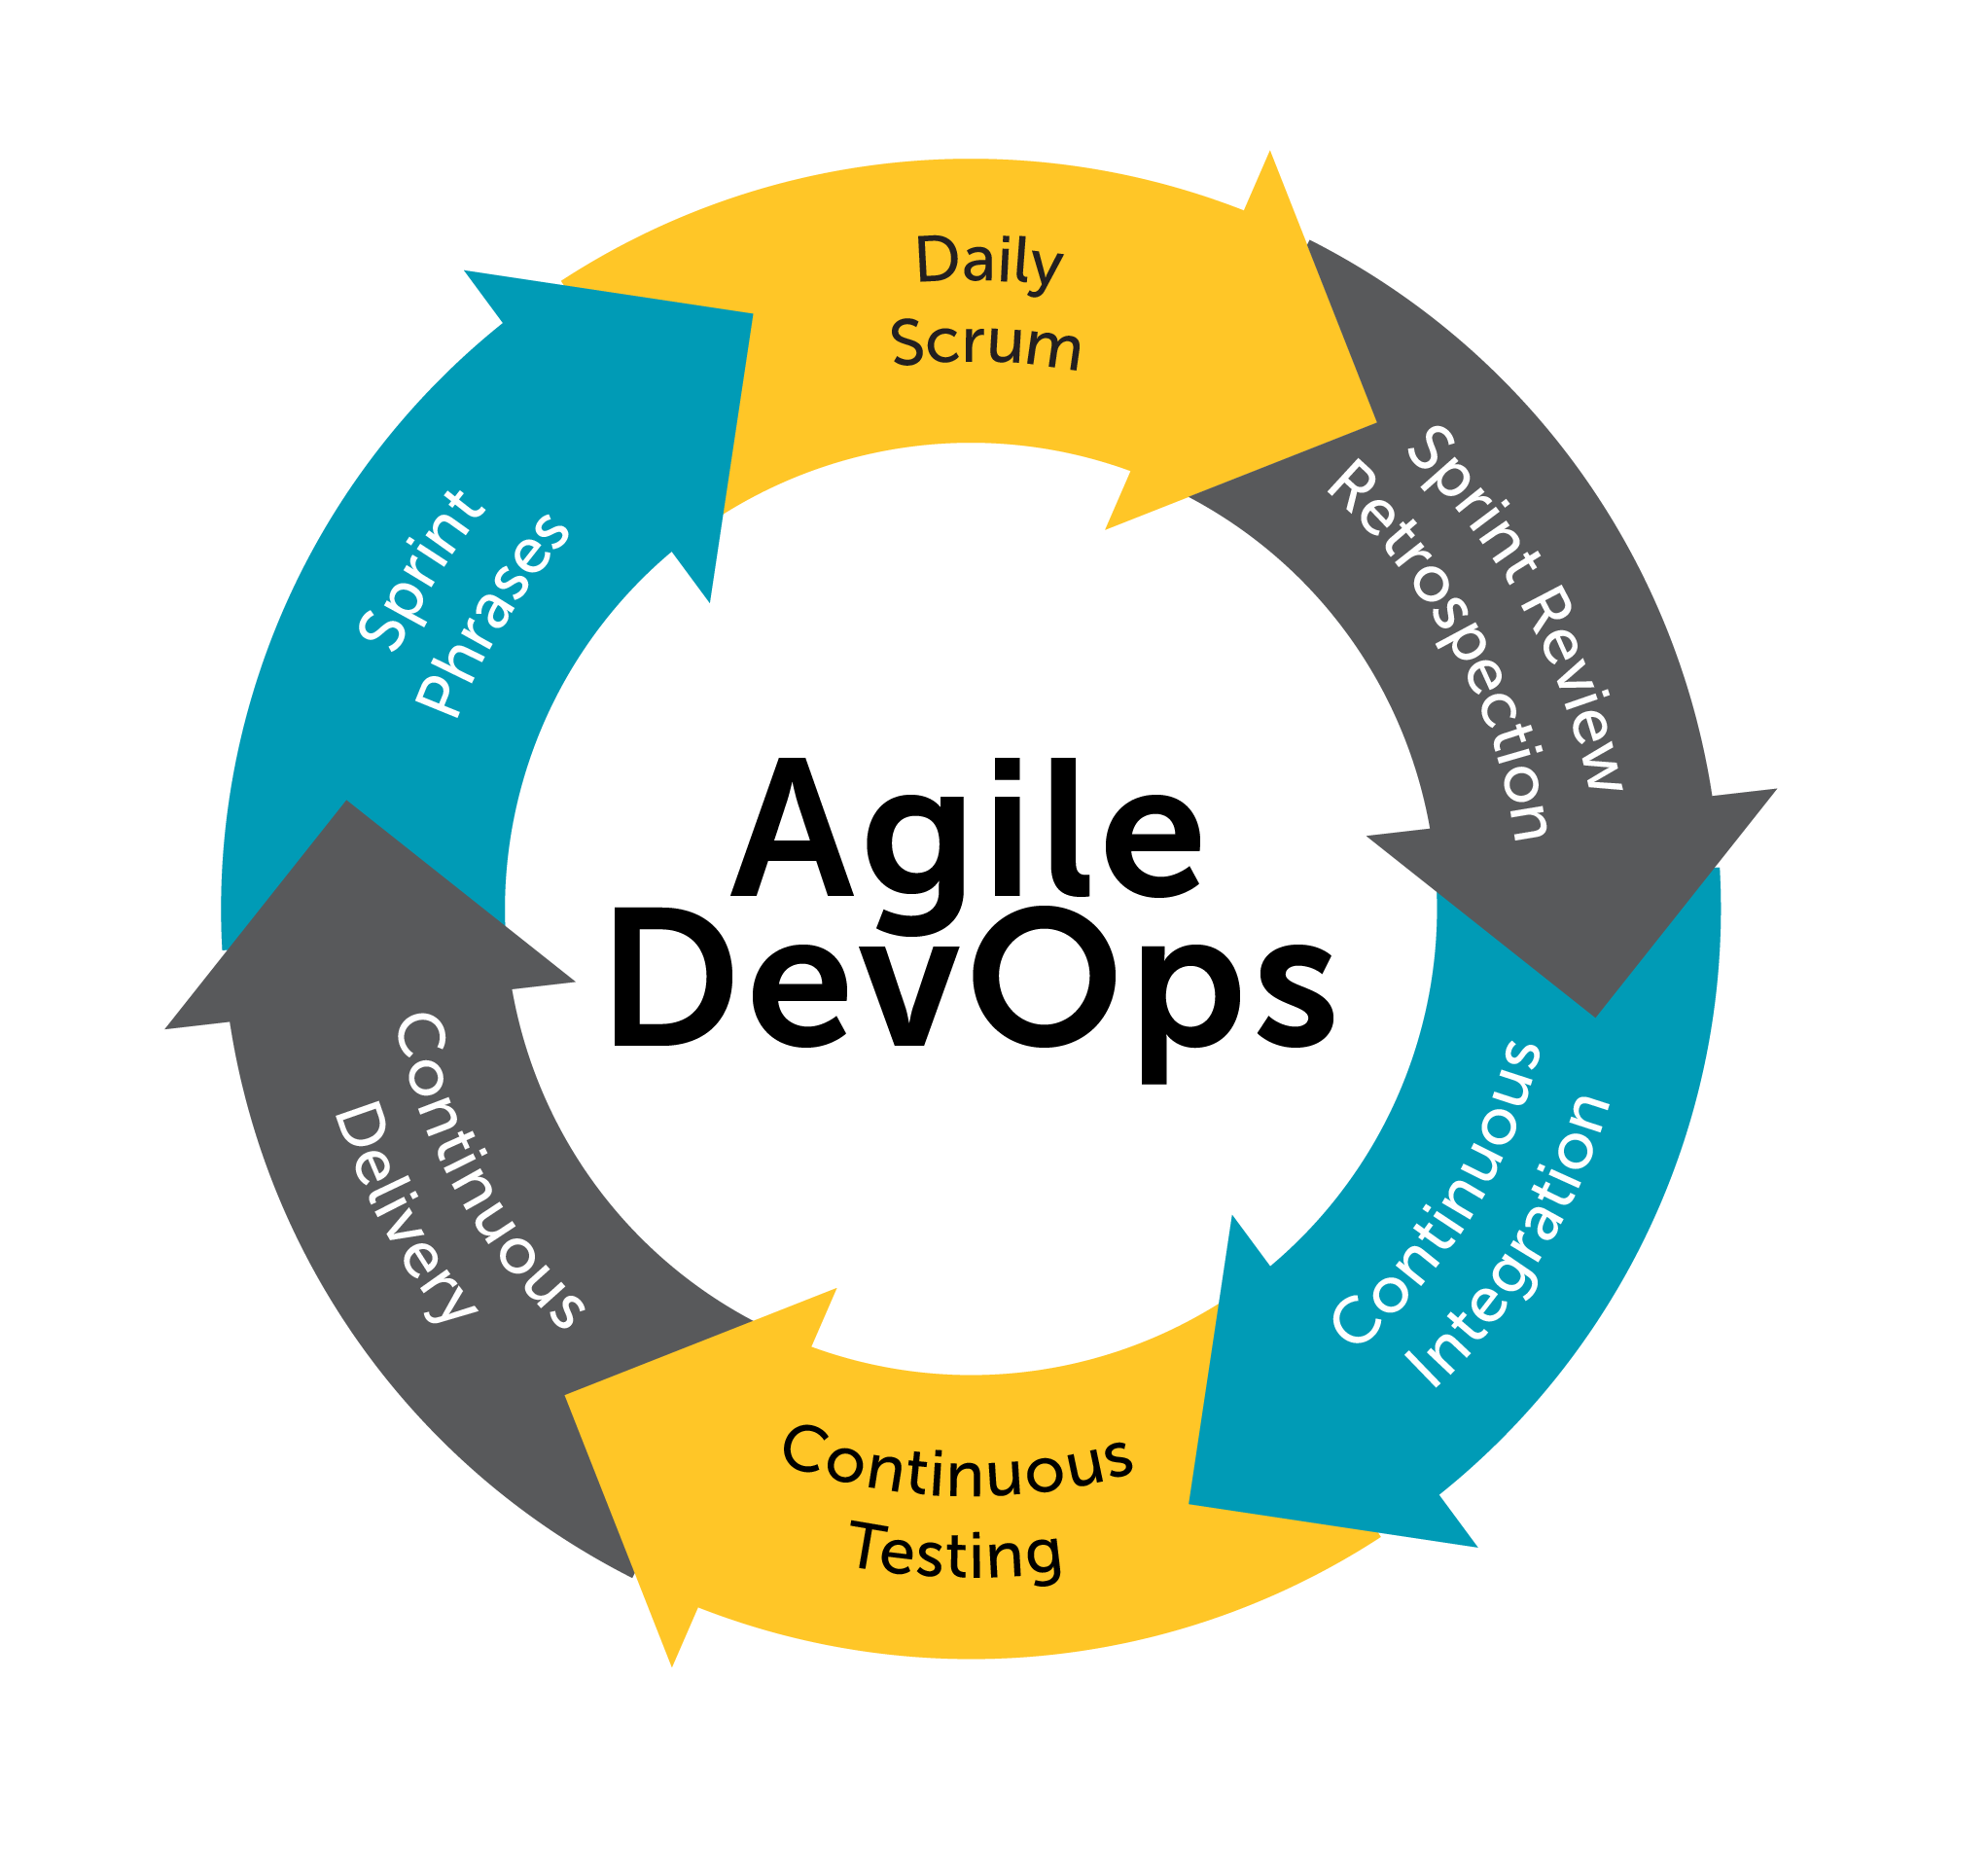 Daily
Scrum
Sprint Review
Retrospection
Continuous
Integration
Continuous
Testing
Continuous
Delivery
Sprint
Phrases
Agile
DevOps